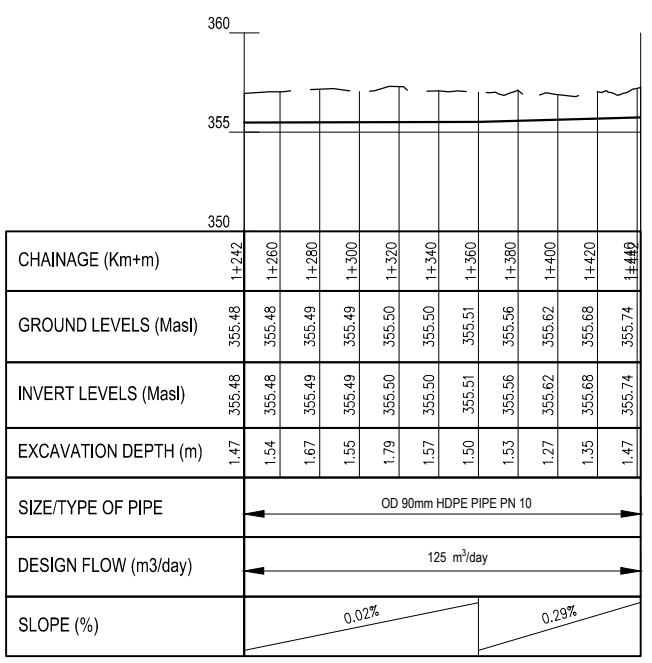 360
355
350
CHAINAGE (Km+m) 1+242 1+260 1+280 1+300 1+320 1+340 1+360 1+380 1+400 1+420
GROUND LEVELS (Masl) 355.48 355.48 355.49 355.49 355.50 355.50 355.51 355.56 355.62 355.68 355.74
INVERT LEVELS (Masl) 355.48 355.48 355.49 355.49 355.50 355.50 355.51 355.56 355.62 355.68 355.74
EXCAVATION DEPTH (m) 1.47 1.54 1.67 1.55 1.79 1.57 1.50 1.53 1.27 1.35 1.47
SIZE/TYPE OF PIPE OD 90mm HDPE PIPE PN 10
DESIGN FLOW (m3/day) 125 m³/day
SLOPE (%) 0.02% 0.29%